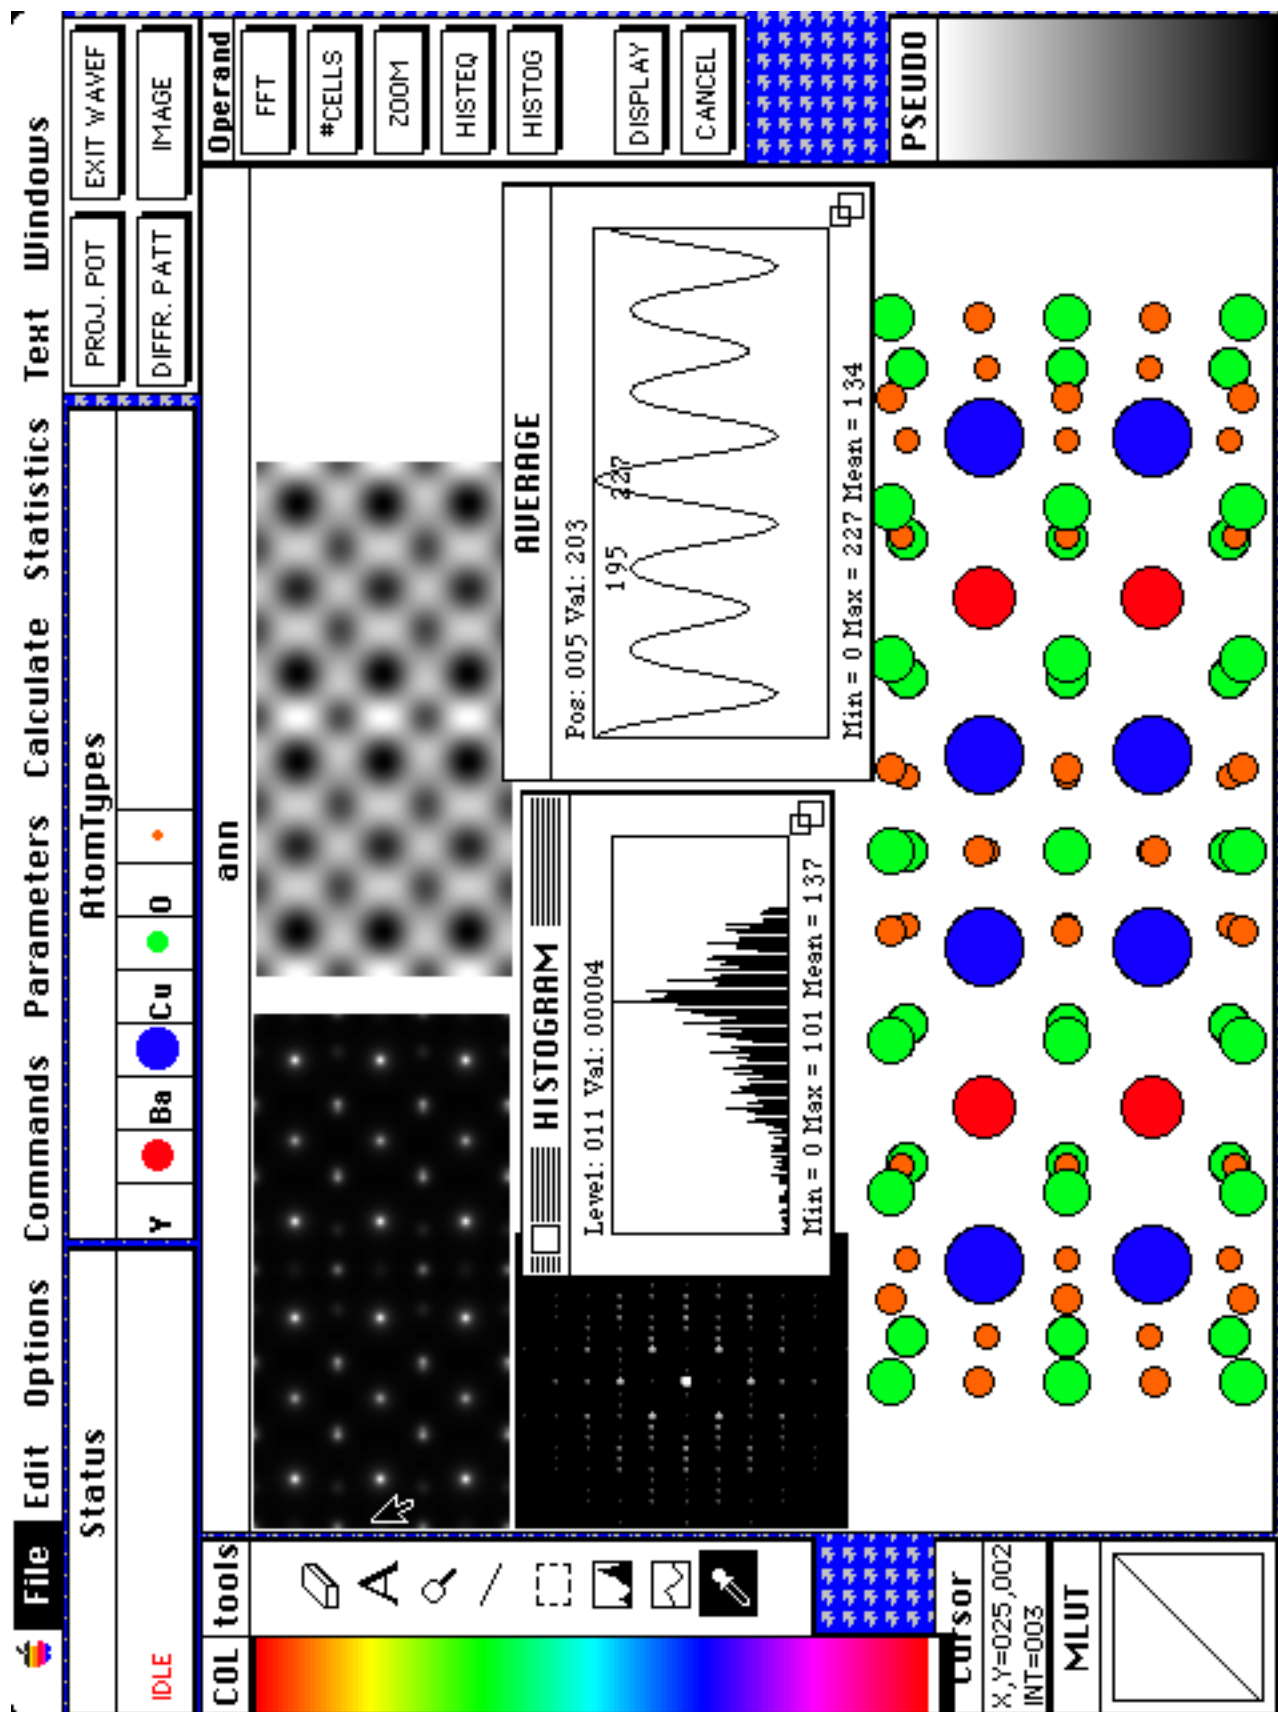 File Edit Options Commands Parameters Calculate Statistics Text Windows
Status
IDLE
AtomTypes
Y Ba Cu O
PROJ. POT EXIT WAVEF
DIFFR. PATT IMAGE
COL tools
ann
Operand
FFT
#CELLS
ZOOM
HISTEQ
HISTOG
DISPLAY
CANCEL
HISTOGRAM
Level: 011 Val: 00004
Min = 0 Max = 101 Mean = 137
AVERAGE
Pos: 005 Val: 203
195 227
Min = 0 Max = 227 Mean = 134
Cursor
X,Y=025,002
INT=003
MLUT
PSEUDO